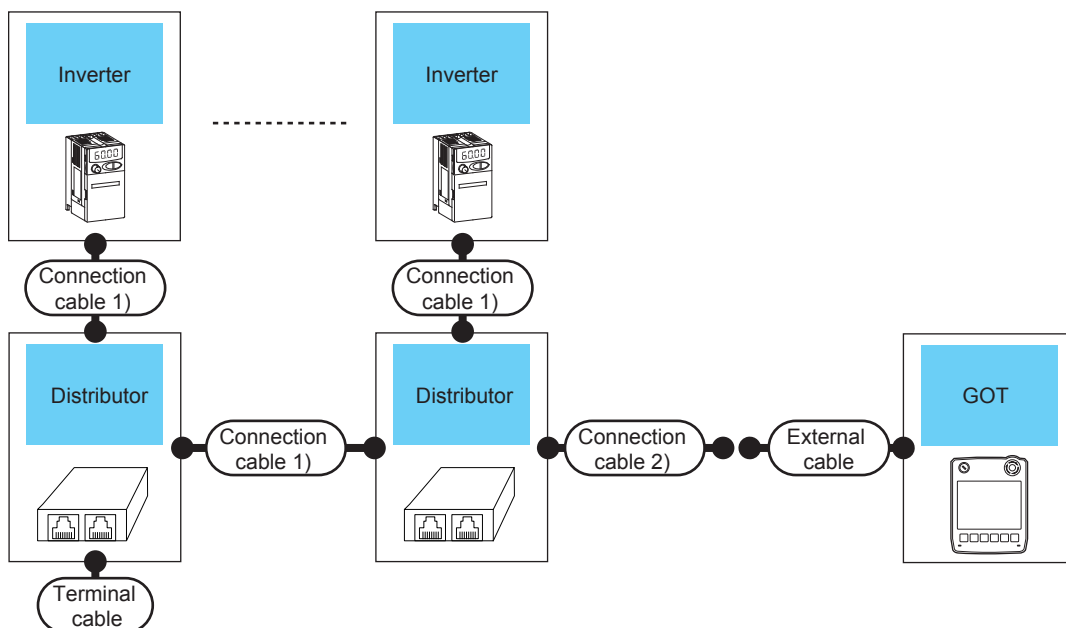 Inverter
Inverter
60.00
60.00
Connection
cable 1)
Connection
cable 1)
Distributor
Distributor
GOT
Connection
cable 1)
Connection
cable 2)
External
cable
Terminal
cable